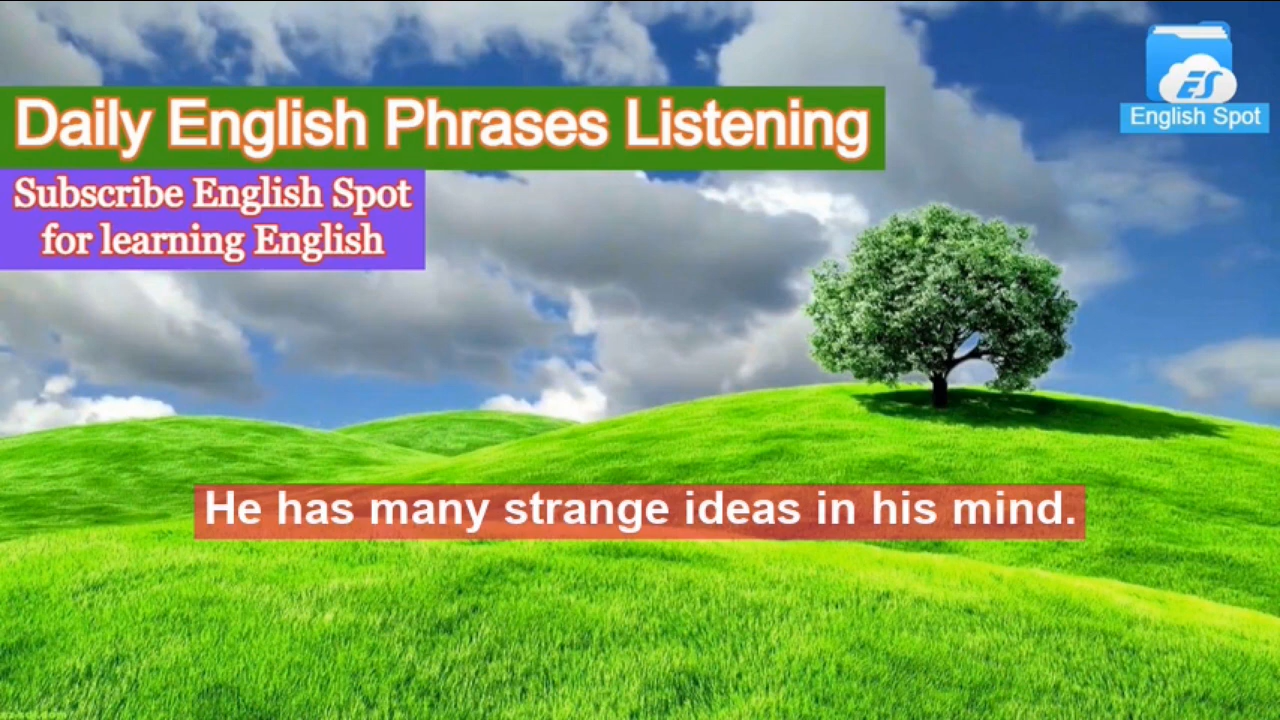 Daily English Phrases Listening
Subscribe English Spot
for learning English
ES
English Spot
He has many strange ideas in his mind.